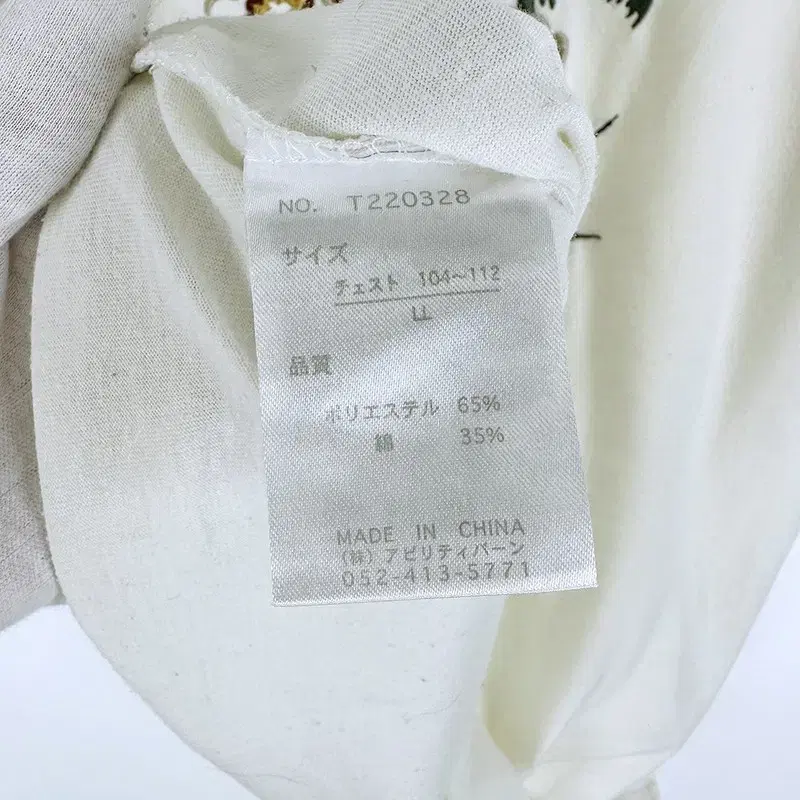 NO. T220328
サイズ
チェスト 104~112
LL
品質
ポリエステル 65%
綿 35%
MADE IN CHINA
(株)アビリティバーン
052-413-5771